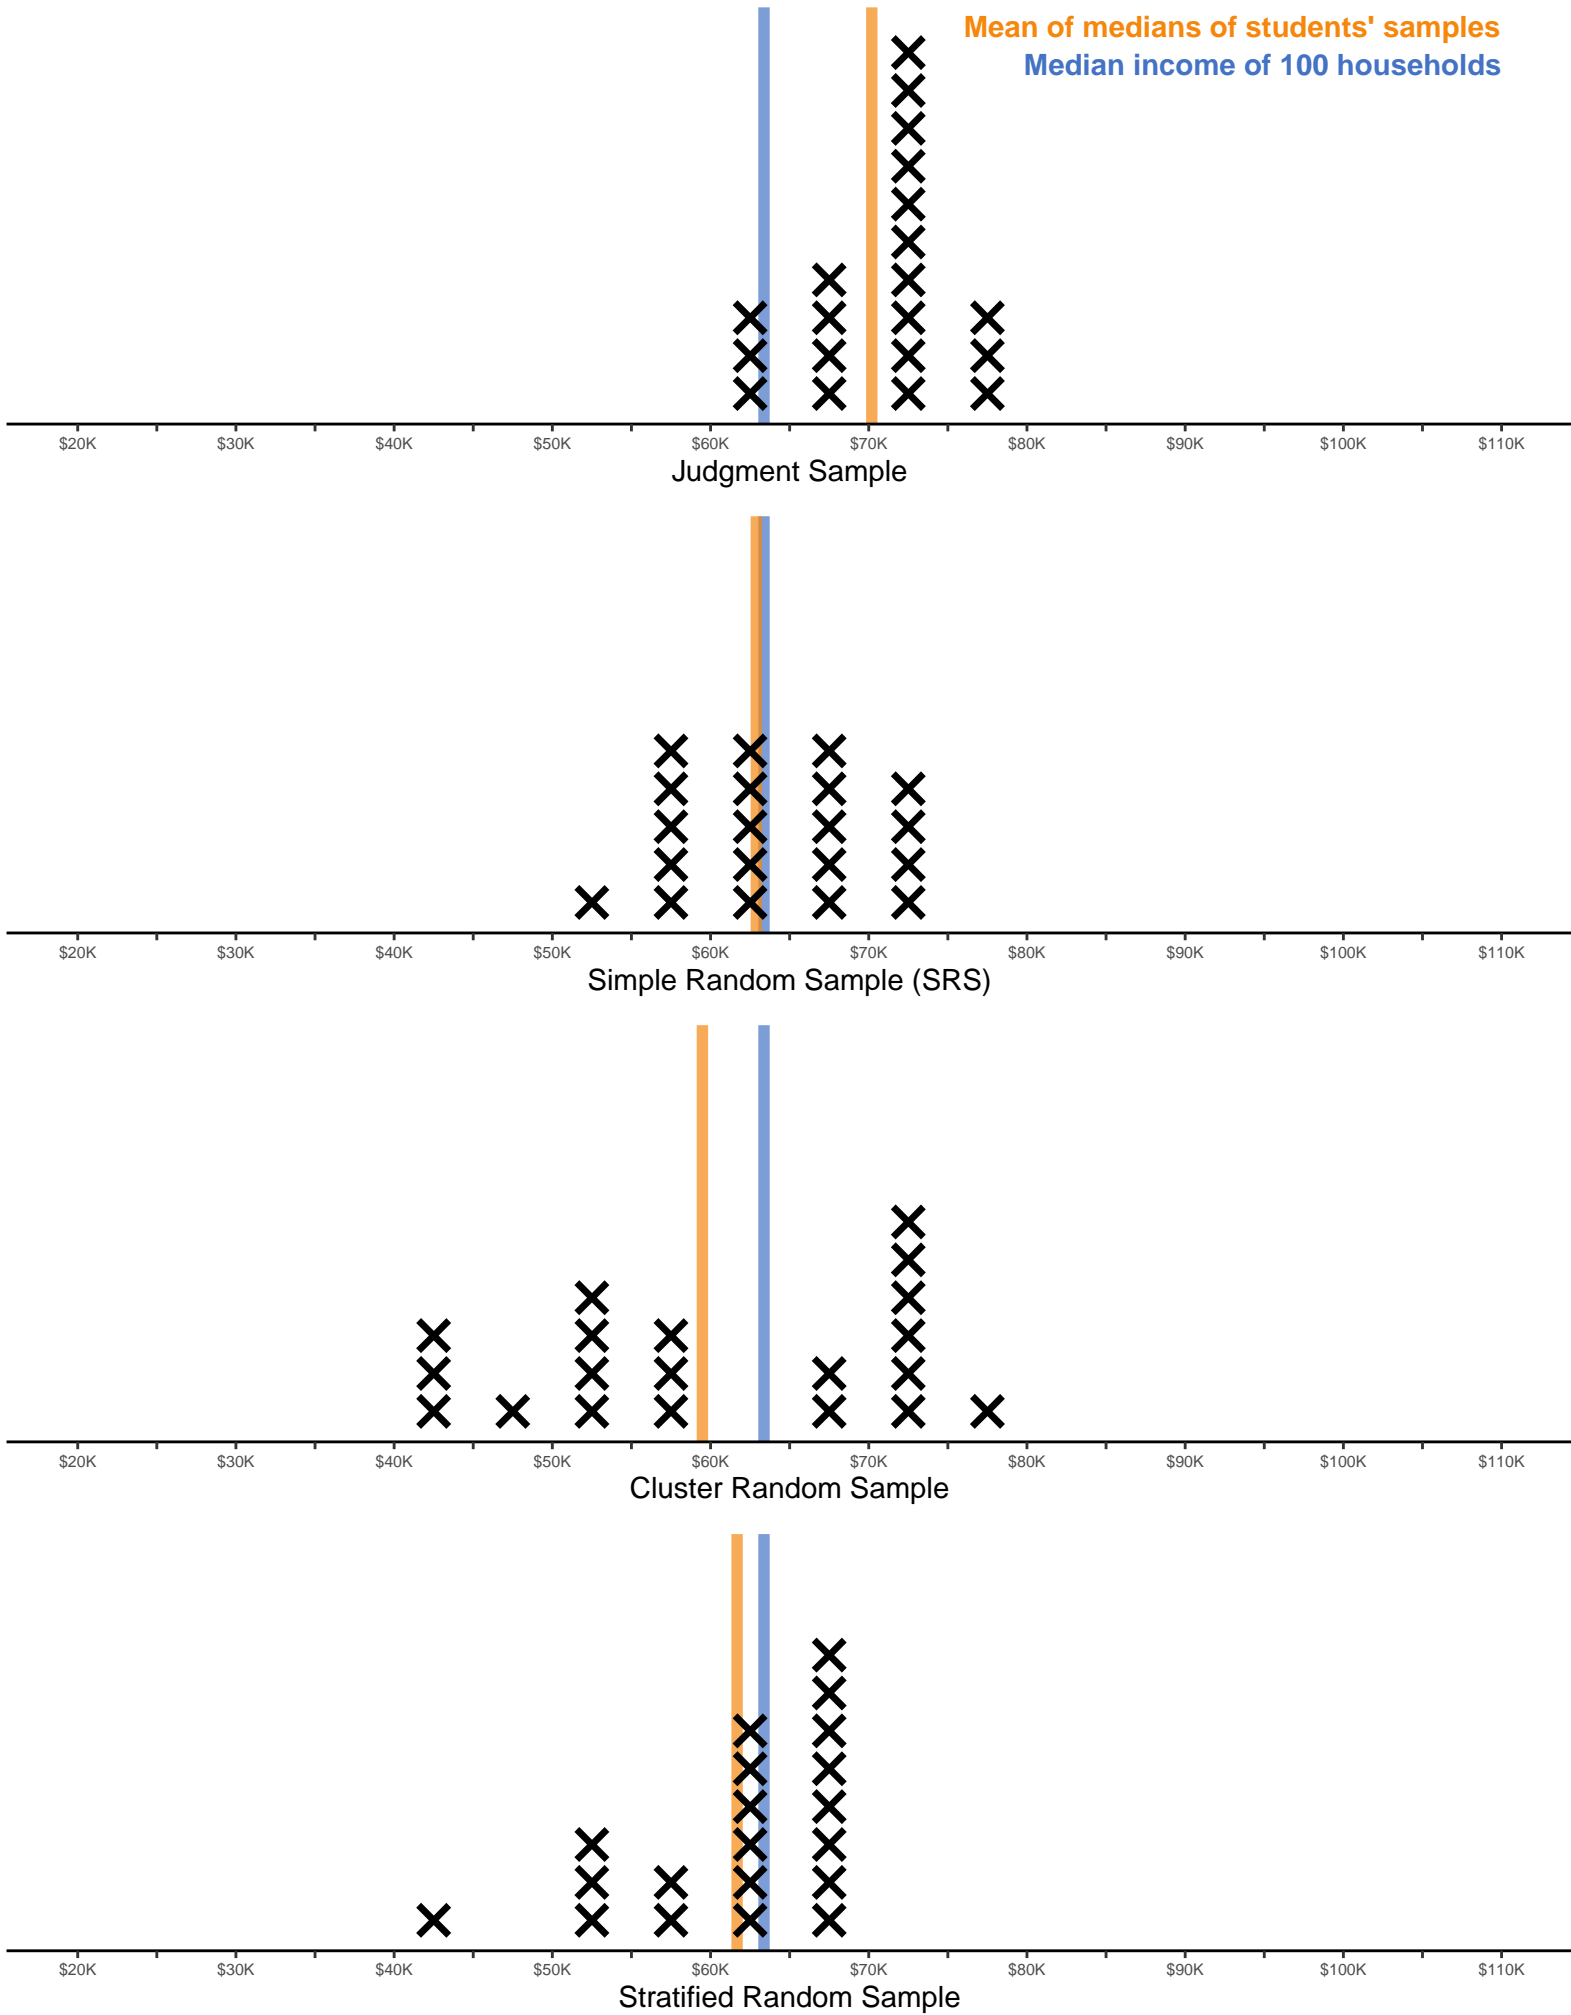 Mean of medians of students' samples
Median income of 100 households
$20K $30K $40K $50K $60K $70K $80K $90K $100K $110K
Judgment Sample
$20K $30K $40K $50K $60K $70K $80K $90K $100K $110K
Simple Random Sample (SRS)
$20K $30K $40K $50K $60K $70K $80K $90K $100K $110K
Cluster Random Sample
$20K $30K $40K $50K $60K $70K $80K $90K $100K $110K
Stratified Random Sample